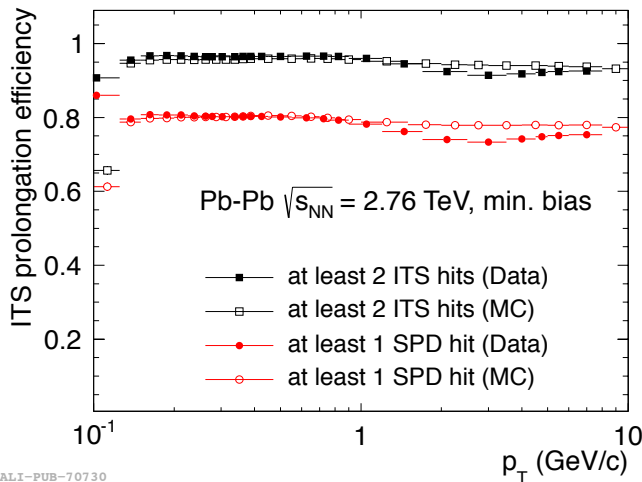 ITS prolongation efficiency
1
0.8
0.6
0.4
0.2
Pb-Pb √sNN = 2.76 TeV, min. bias
at least 2 ITS hits (Data)
at least 2 ITS hits (MC)
at least 1 SPD hit (Data)
at least 1 SPD hit (MC)
10⁻¹ 1 10
pT (GeV/c)
ALI-PUB-70730